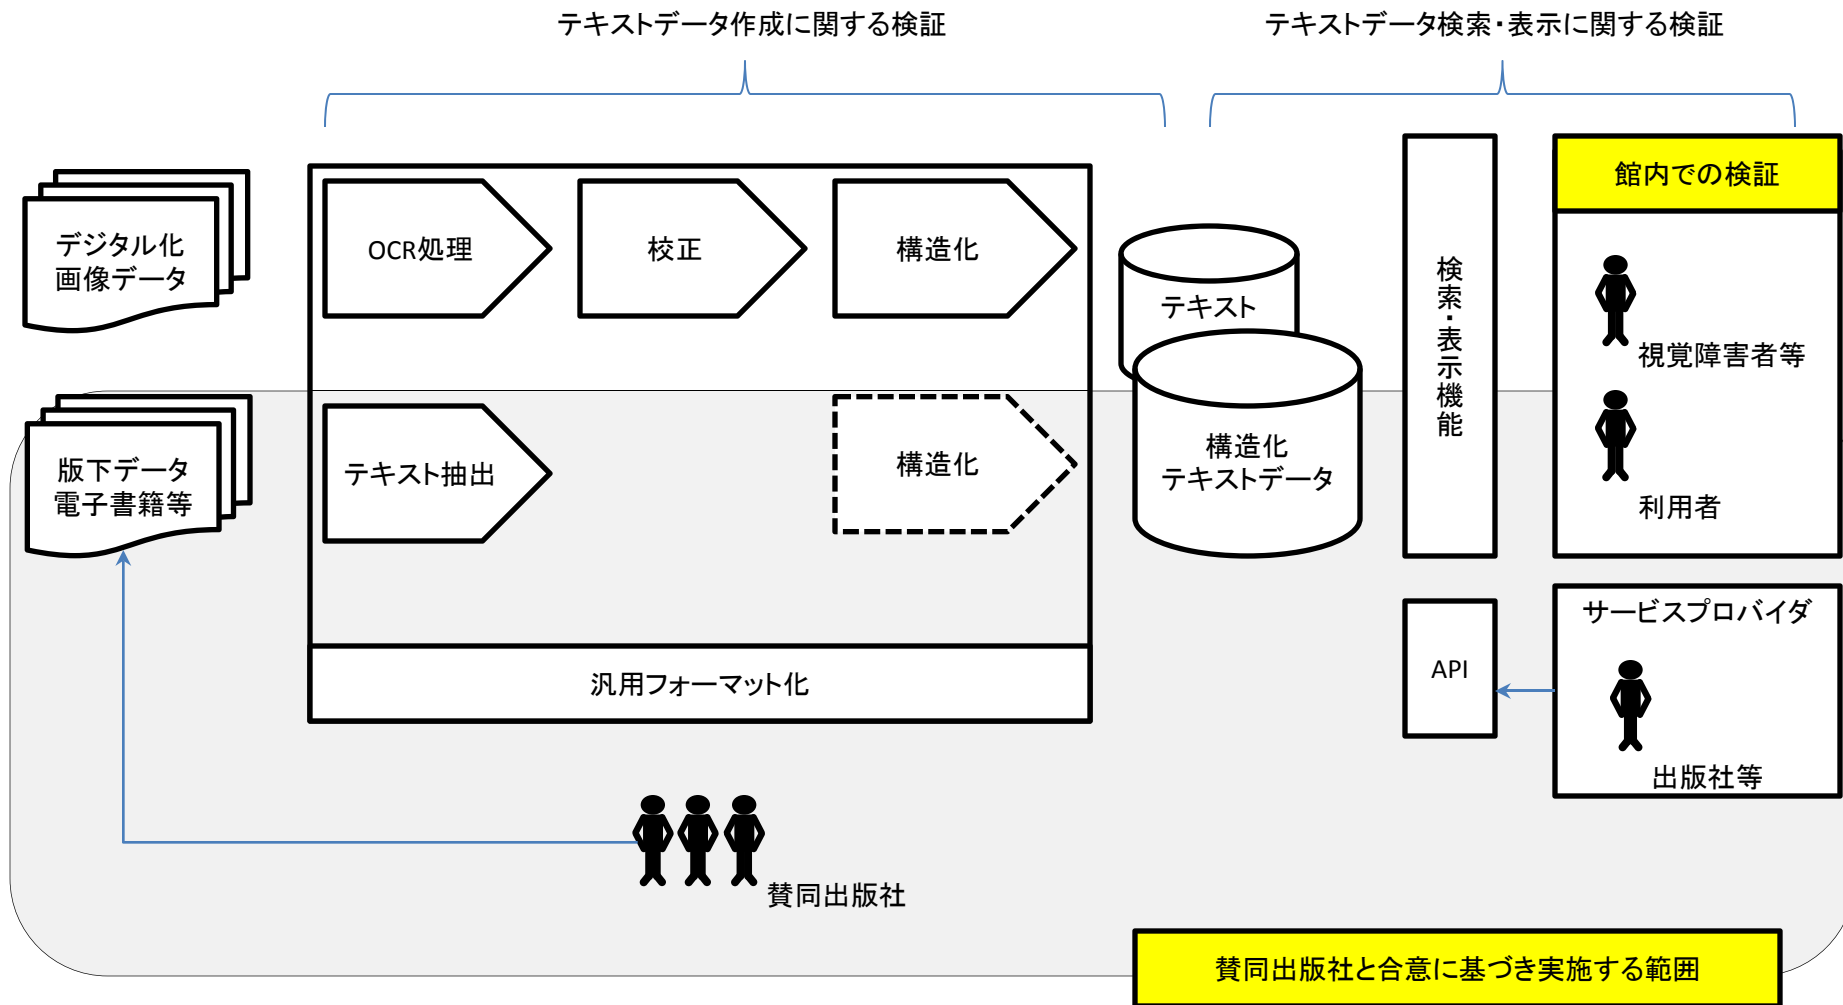 テキストデータ作成に関する検証
テキストデータ検索・表示に関する検証
館内での検証
デジタル化
画像データ
OCR処理
校正
構造化
テキスト
検索・表示機能
視覚障害者等
利用者
版下データ
電子書籍等
テキスト抽出
構造化
構造化
テキストデータ
汎用フォーマット化
API
サービスプロバイダ
出版社等
賛同出版社
賛同出版社と合意に基づき実施する範囲